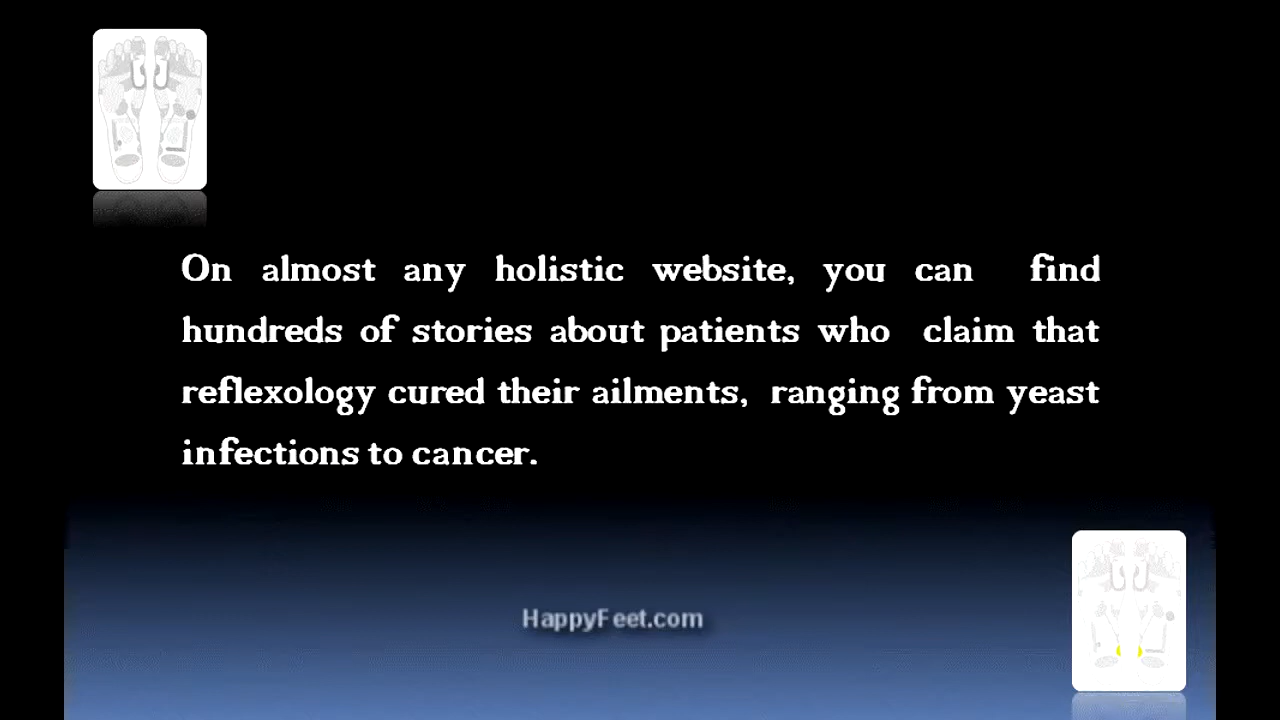 On almost any holistic website, you can find
hundreds of stories about patients who claim that
reflexology cured their ailments, ranging from yeast
infections to cancer.
HappyFeet.com